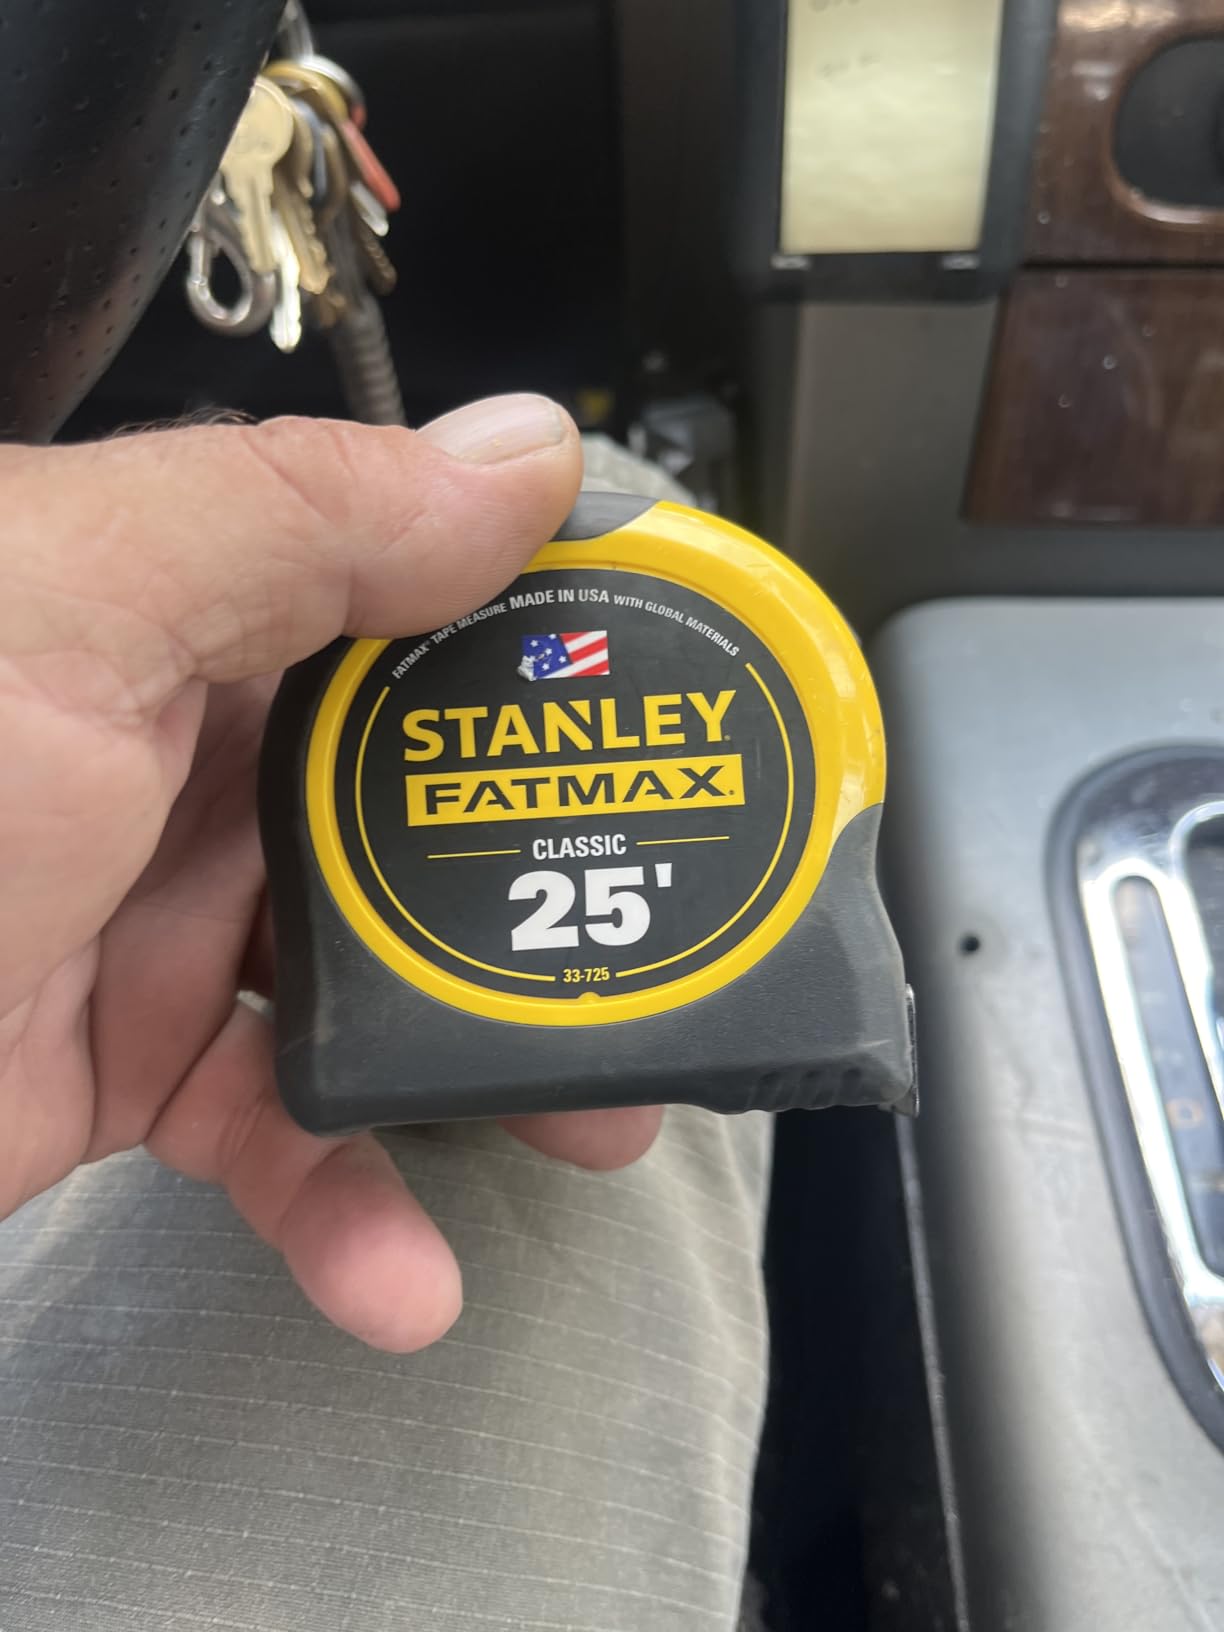 FATMAX® TAPE MEASURE MADE IN USA WITH GLOBAL MATERIALS
STANLEY®
FATMAX®
CLASSIC
25'
33-725